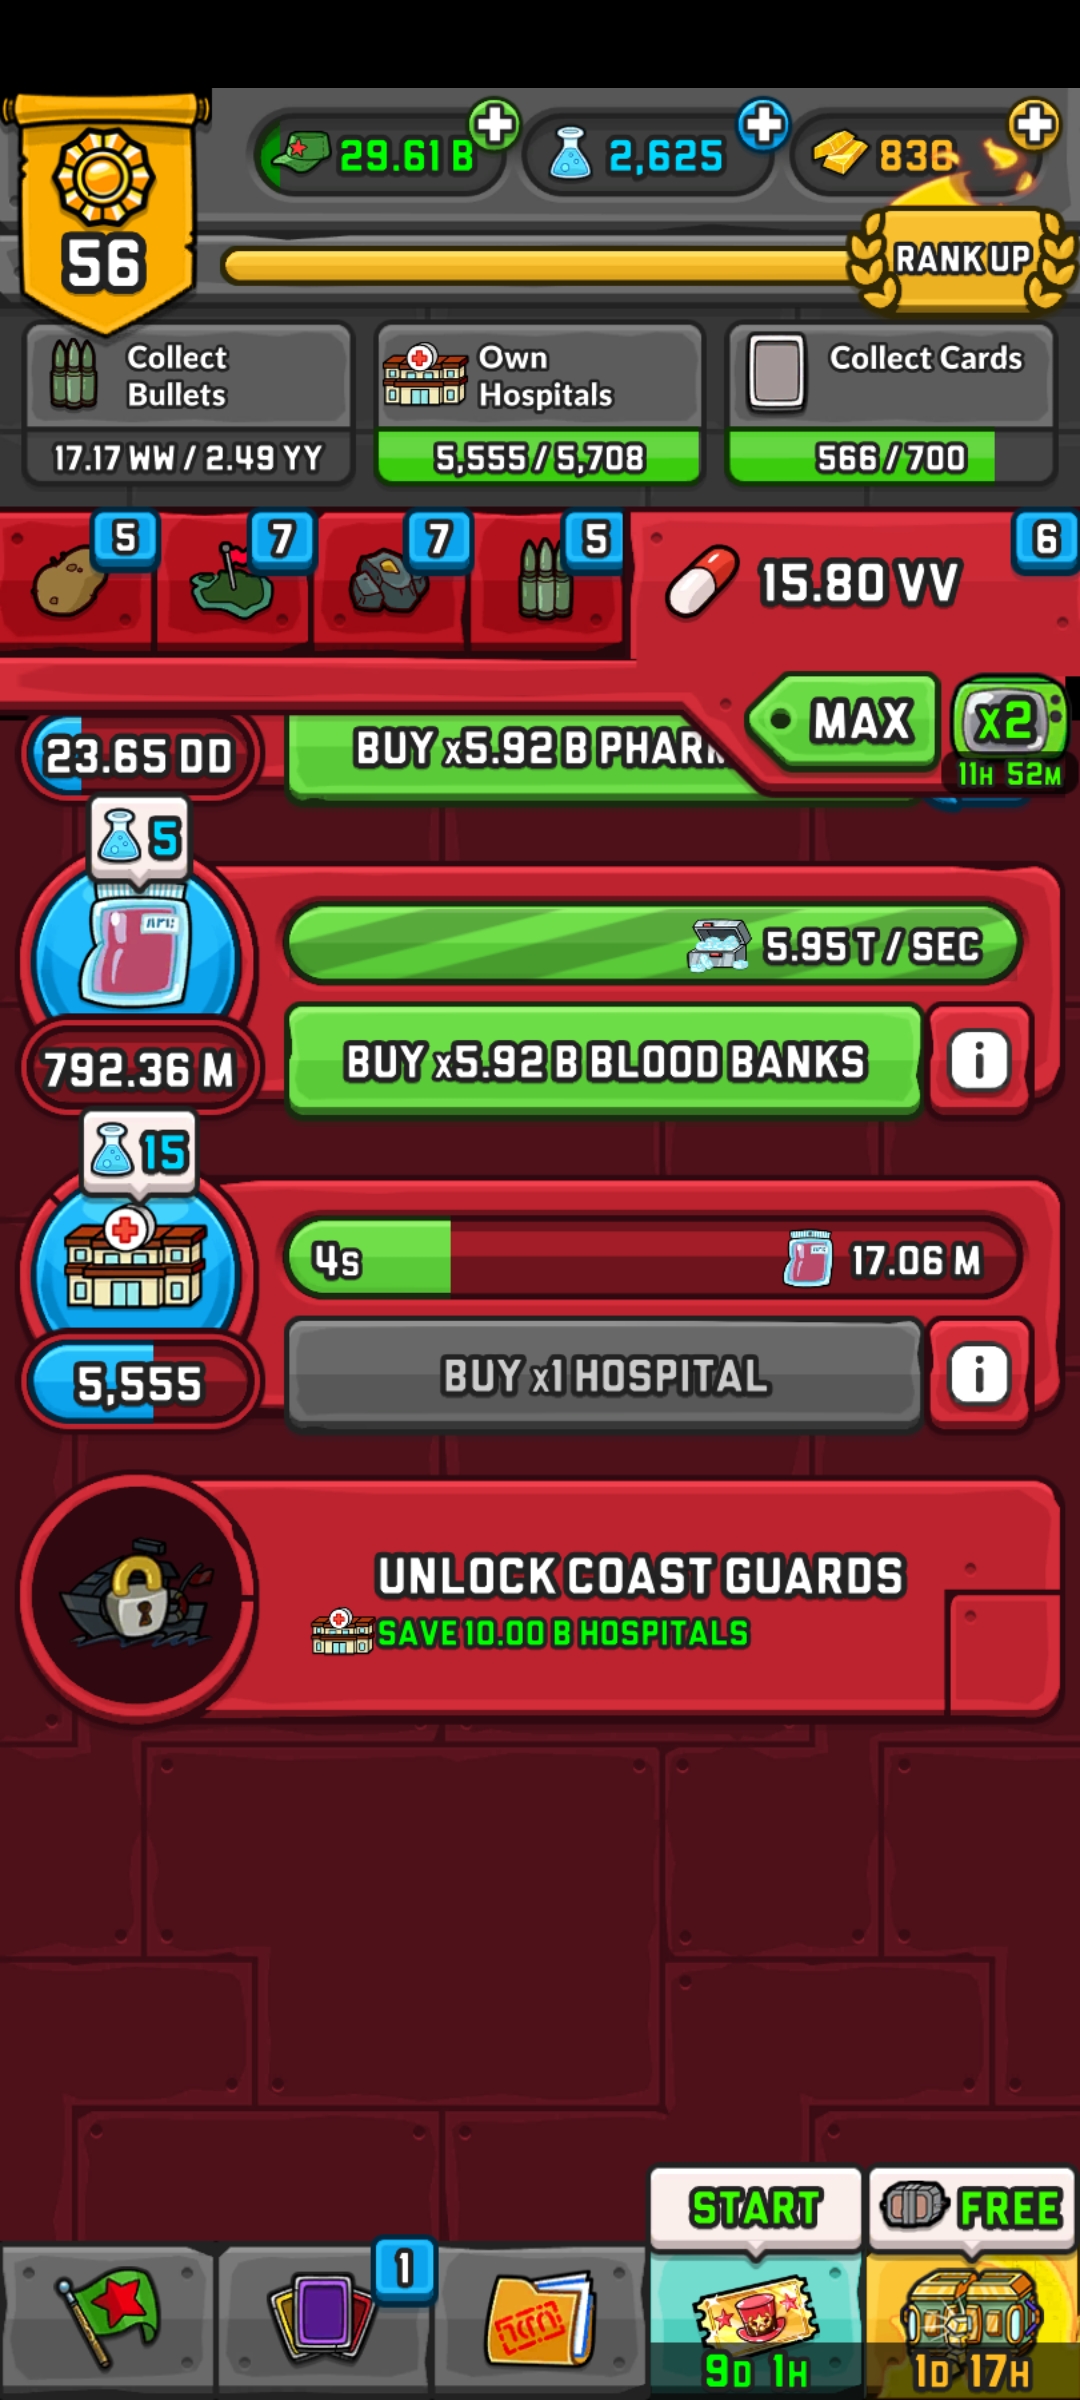 29.61 B
2,625
836
56
RANK UP
Collect
Bullets
17.17 WW / 2.49 YY
Own
Hospitals
5,555 / 5,708
Collect Cards
566 / 700
5
7
7
5
15.80 VV
6
MAX
x2
11H 52M
23.65 DD
BUY x5.92 B PHARM
5
5.95 T / SEC
BUY x5.92 B BLOOD BANKS
i
792.36 M
15
4s
17.06 M
BUY x1 HOSPITAL
i
5,555
UNLOCK COAST GUARDS
SAVE 10.00 B HOSPITALS
START
FREE
1
9D 1H
1D 17H